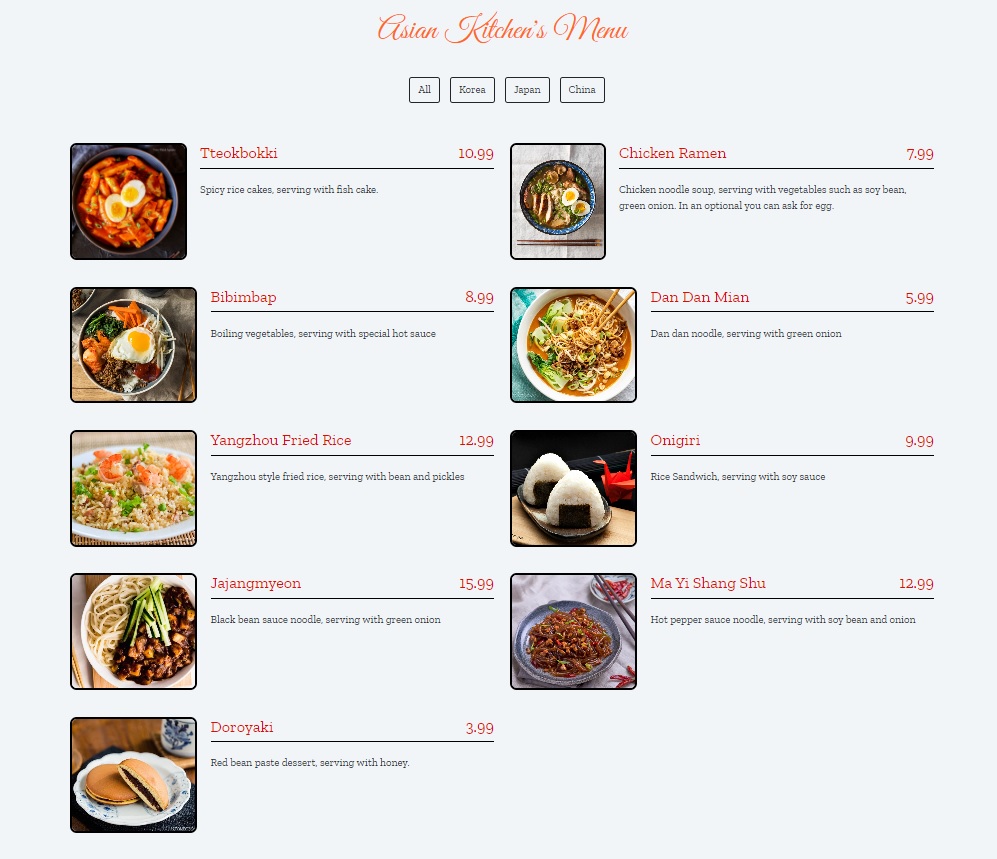 Asian Kitchen's Menu
All
Korea
Japan
China
Tteokbokki 10.99
Spicy rice cakes, serving with fish cake.
Chicken Ramen 7.99
Chicken noodle soup, serving with vegetables such as soy bean,
green onion. In an optional you can ask for egg.
Bibimbap 8.99
Boiling vegetables, serving with special hot sauce
Dan Dan Mian 5.99
Dan dan noodle, serving with green onion
Yangzhou Fried Rice 12.99
Yangzhou style fried rice, serving with bean and pickles
Onigiri 9.99
Rice Sandwich, serving with soy sauce
Jajangmyeon 15.99
Black bean sauce noodle, serving with green onion
Ma Yi Shang Shu 12.99
Hot pepper sauce noodle, serving with soy bean and onion
Doroyaki 3.99
Red bean paste dessert, serving with honey.